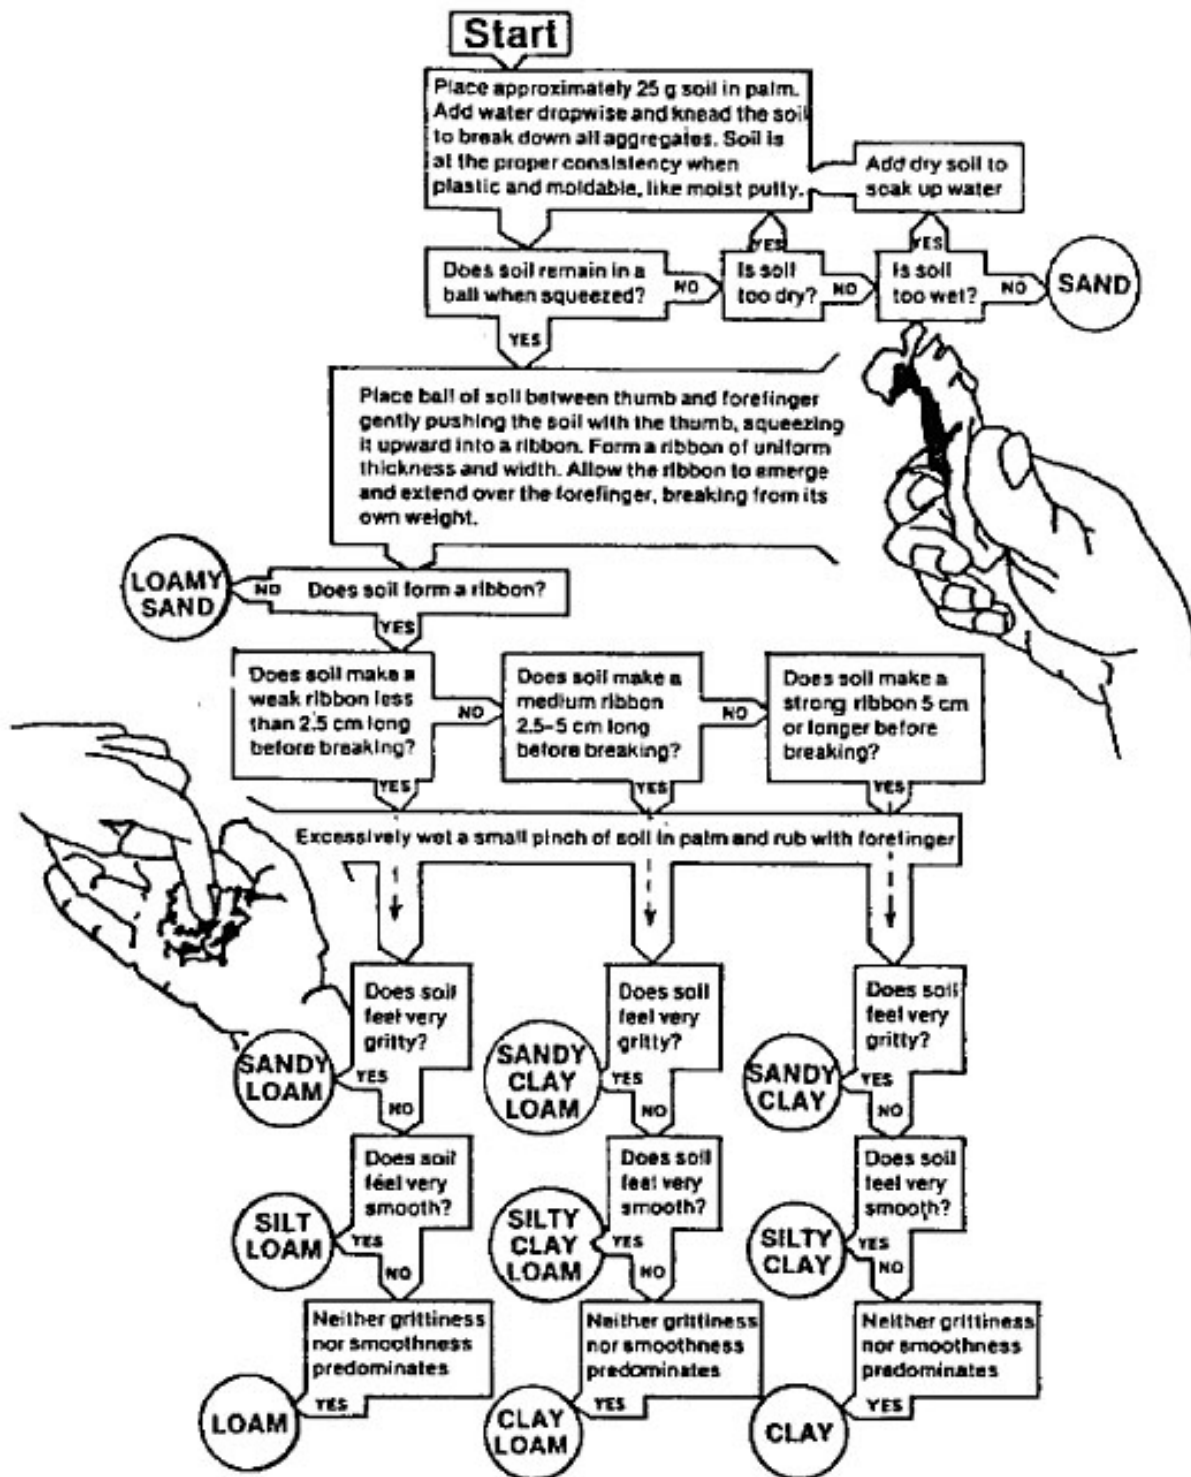 Start
Place approximately 25 g soil in palm.
Add water dropwise and knead the soil
to break down all aggregates. Soil is
at the proper consistency when
plastic and moldable, like moist putty.
Add dry soil to
soak up water
YES
YES
Does soil remain in a
ball when squeezed?
NO
Is soil
too dry?
NO
Is soil
too wet?
NO
SAND
YES
Place ball of soil between thumb and forefinger
gently pushing the soil with the thumb, squeezing
it upward into a ribbon. Form a ribbon of uniform
thickness and width. Allow the ribbon to emerge
and extend over the forefinger, breaking from its
own weight.
LOAMY
SAND
NO
Does soil form a ribbon?
YES
Does soil make a
weak ribbon less
than 2.5 cm long
before breaking?
NO
Does soil make a
medium ribbon
2.5–5 cm long
before breaking?
NO
Does soil make a
strong ribbon 5 cm
or longer before
breaking?
YES
YES
YES
Excessively wet a small pinch of soil in palm and rub with forefinger
Does soil
feel very
gritty?
SANDY
LOAM
YES
NO
Does soil
feel very
gritty?
SANDY
CLAY
LOAM
YES
NO
Does soil
feel very
gritty?
SANDY
CLAY
YES
NO
Does soil
feel very
smooth?
SILT
LOAM
YES
NO
Does soil
feel very
smooth?
SILTY
CLAY
LOAM
YES
NO
Does soil
feel very
smooth?
SILTY
CLAY
YES
NO
Neither grittiness
nor smoothness
predominates
LOAM
YES
Neither grittiness
nor smoothness
predominates
CLAY
LOAM
YES
Neither grittiness
nor smoothness
predominates
CLAY
YES